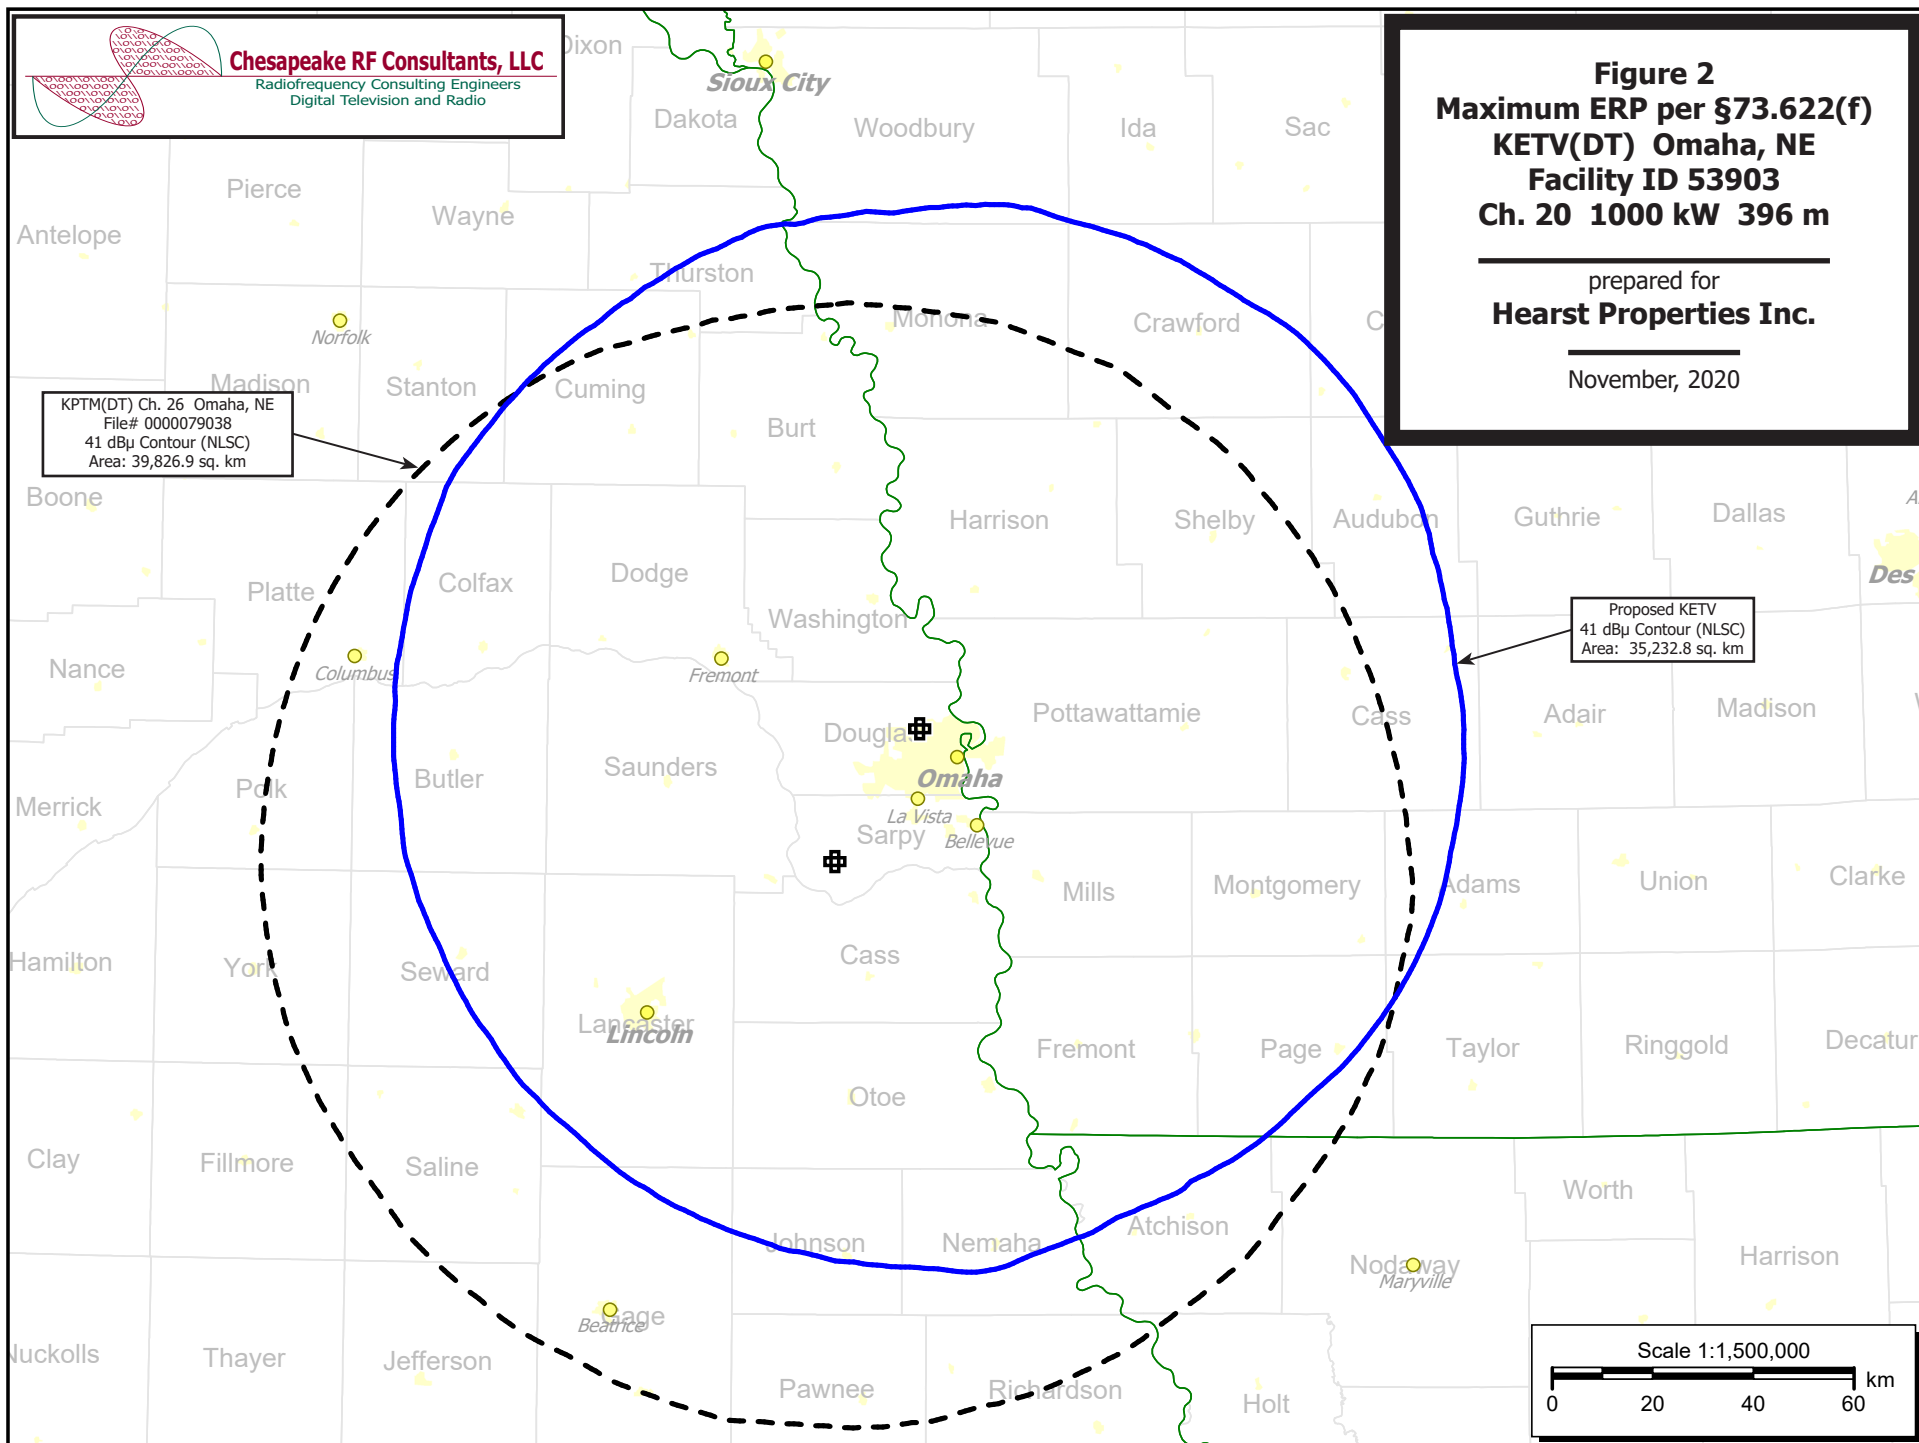 Chesapeake RF Consultants, LLC
Radiofrequency Consulting Engineers
Digital Television and Radio
Figure 2
Maximum ERP per §73.622(f)
KETV(DT) Omaha, NE
Facility ID 53903
Ch. 20 1000 kW 396 m
prepared for
Hearst Properties Inc.
November, 2020
Dixon
Sioux City
Dakota
Woodbury
Ida
Sac
Pierce
Wayne
Antelope
Thurston
Monona
Crawford
C
Norfolk
Madison
Stanton
Cuming
Burt
KPTM(DT) Ch. 26 Omaha, NE
File# 0000079038
41 dBµ Contour (NLSC)
Area: 39,826.9 sq. km
Boone
Harrison
Shelby
Audubon
Guthrie
Dallas
A
Des
Platte
Colfax
Dodge
Washington
Proposed KETV
41 dBµ Contour (NLSC)
Area: 35,232.8 sq. km
Nance
Columbus
Fremont
Douglas
Pottawattamie
Cass
Adair
Madison
Merrick
Polk
Butler
Saunders
Omaha
La Vista
Sarpy
Bellevue
Mills
Montgomery
Adams
Union
Clarke
Hamilton
York
Seward
Cass
Lancaster
Lincoln
Fremont
Page
Taylor
Ringgold
Decatur
Otoe
Clay
Fillmore
Saline
Worth
Johnson
Nemaha
Atchison
Nodaway
Maryville
Harrison
Gage
Beatrice
Nuckolls
Thayer
Jefferson
Pawnee
Richardson
Holt
Scale 1:1,500,000
km
0 20 40 60